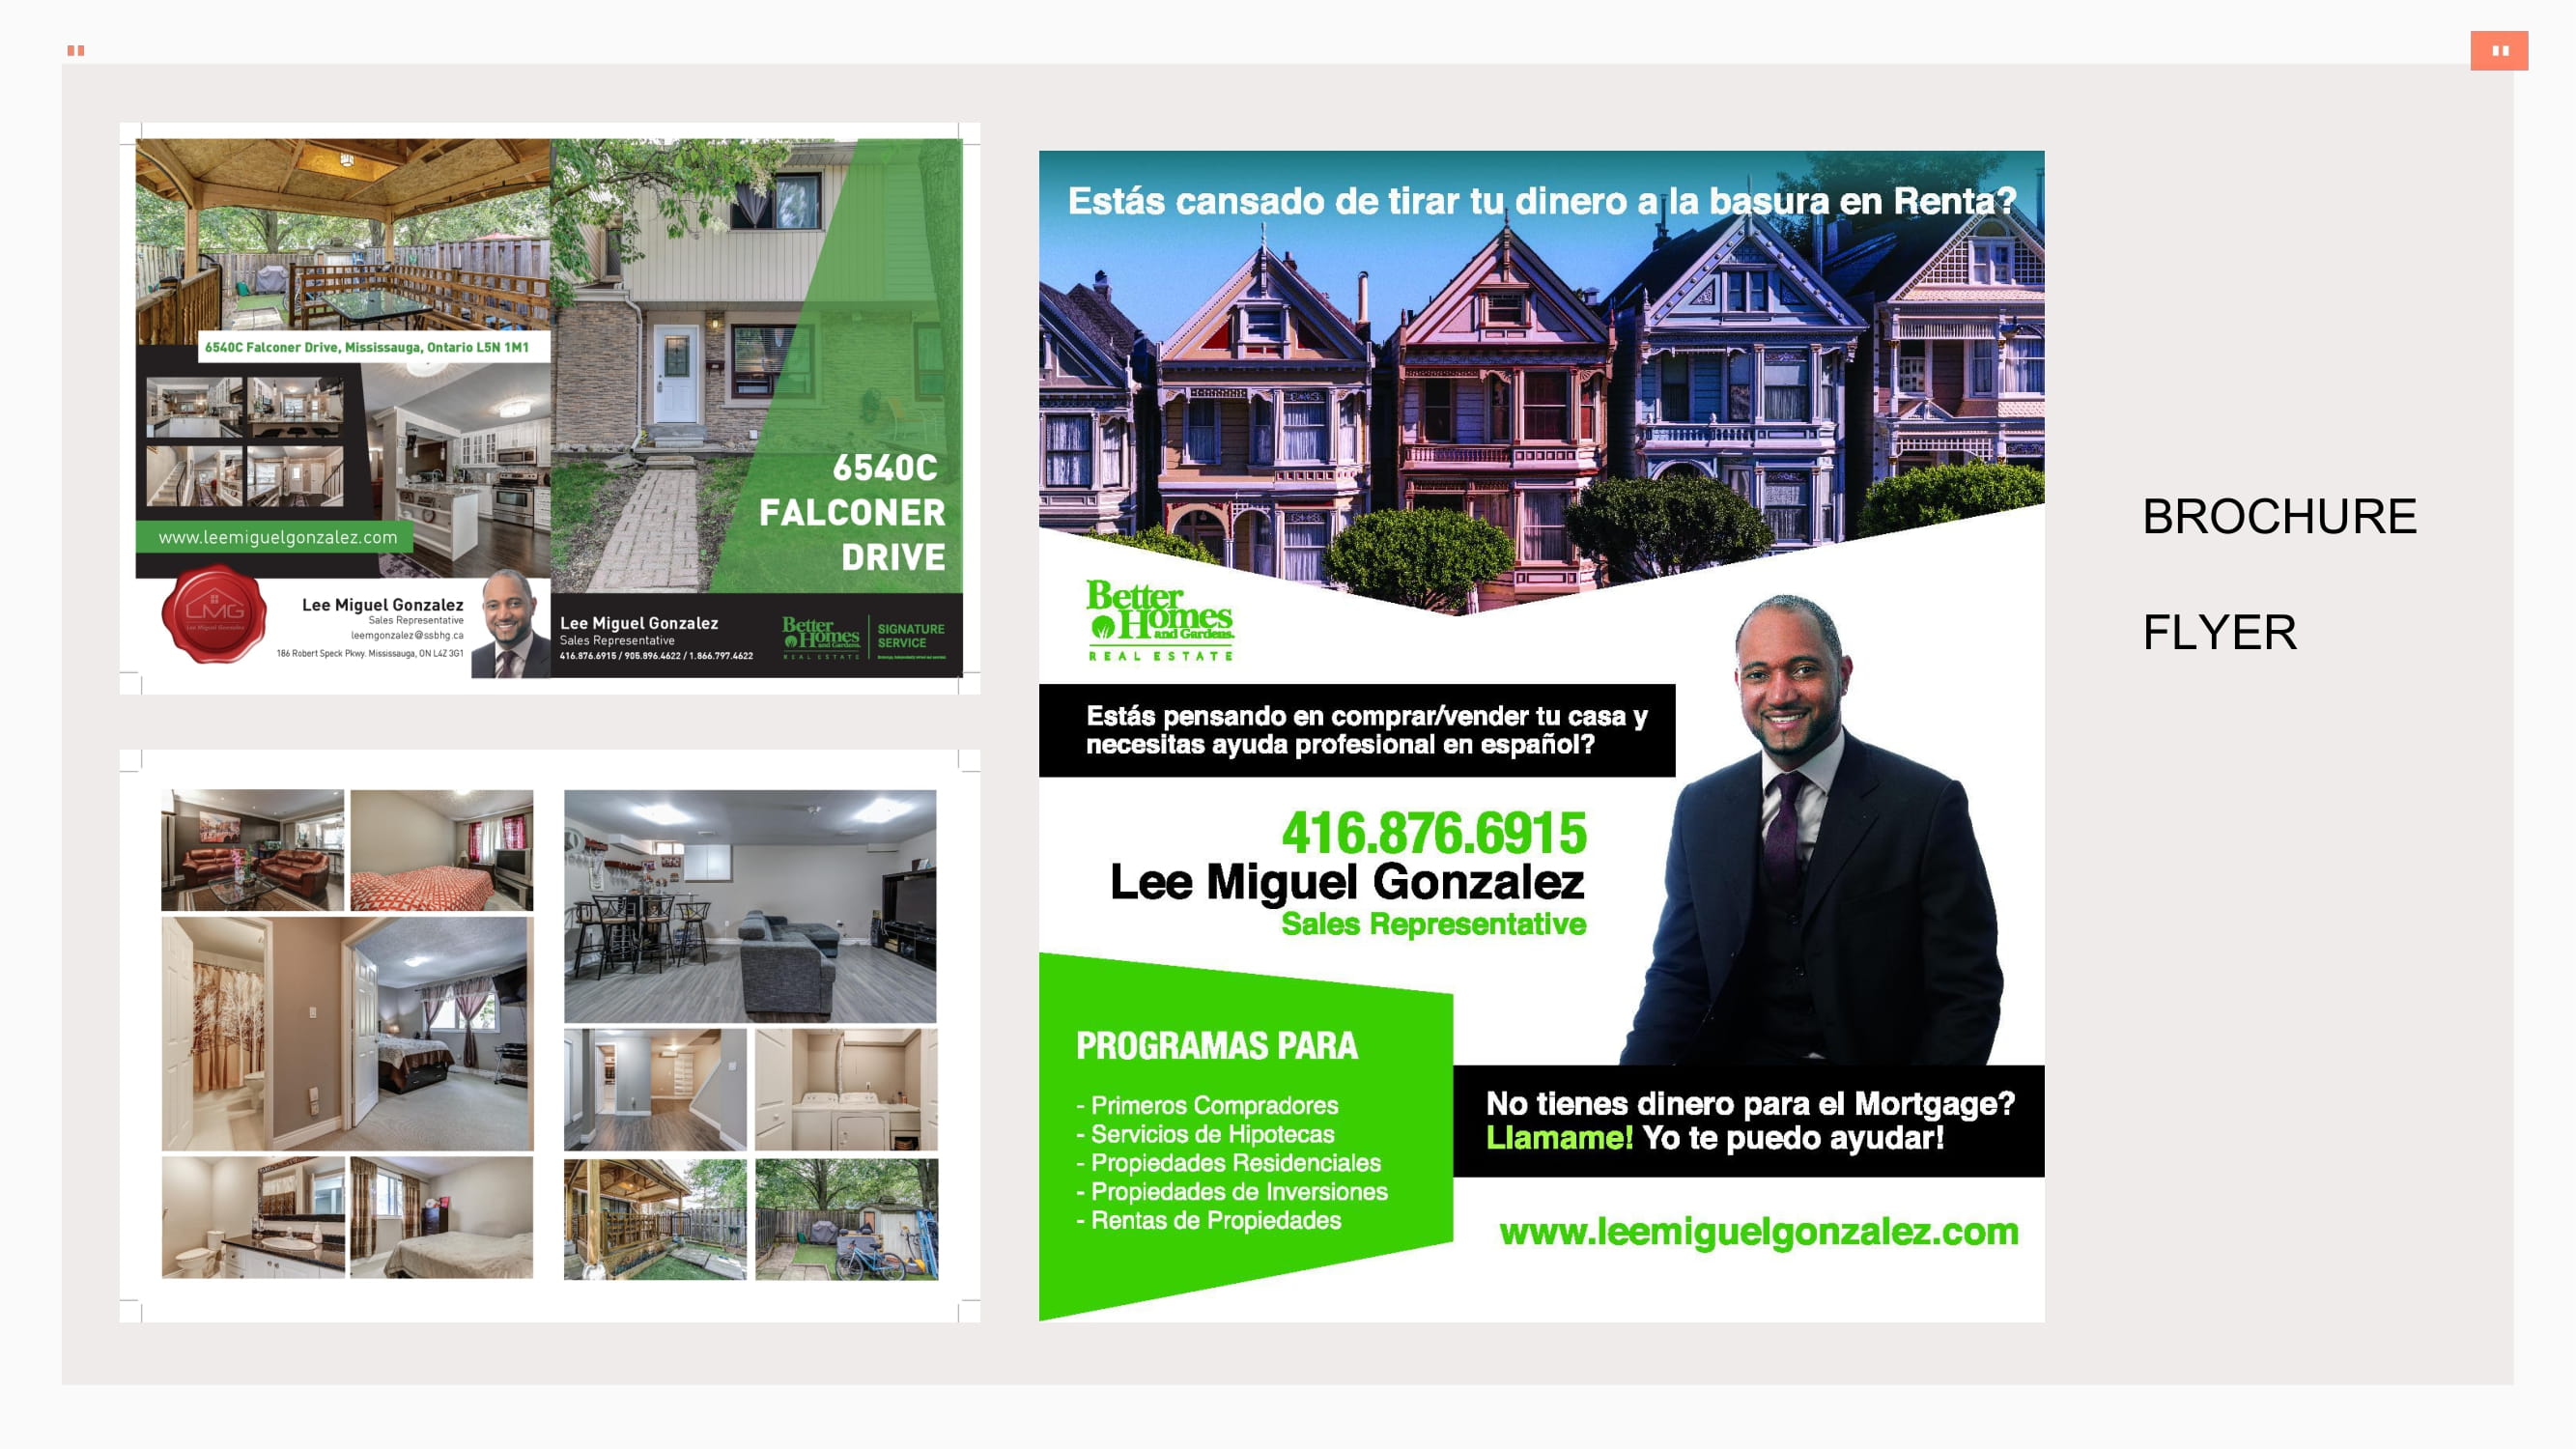 6540C Falconer Drive, Mississauga, Ontario L5N 1M1
www.leemiguelgonzalez.com
LMG
Lee Miguel Gonzalez
Lee Miguel Gonzalez
Sales Representative
leemgonzalez@ssbhg.ca
186 Robert Speck Pkwy. Mississauga, ON L4Z 3G1
6540C
FALCONER
DRIVE
Lee Miguel Gonzalez
Sales Representative
416.876.6915 / 905.896.4622 / 1.866.797.4622
Better
Homes
and Gardens.
REAL ESTATE
SIGNATURE
SERVICE
Estás cansado de tirar tu dinero a la basura en Renta?
Better
Homes
and Gardens.
REAL ESTATE
Estás pensando en comprar/vender tu casa y
necesitas ayuda profesional en español?
416.876.6915
Lee Miguel Gonzalez
Sales Representative
PROGRAMAS PARA
- Primeros Compradores
- Servicios de Hipotecas
- Propiedades Residenciales
- Propiedades de Inversiones
- Rentas de Propiedades
No tienes dinero para el Mortgage?
Llamame! Yo te puedo ayudar!
www.leemiguelgonzalez.com
BROCHURE
FLYER